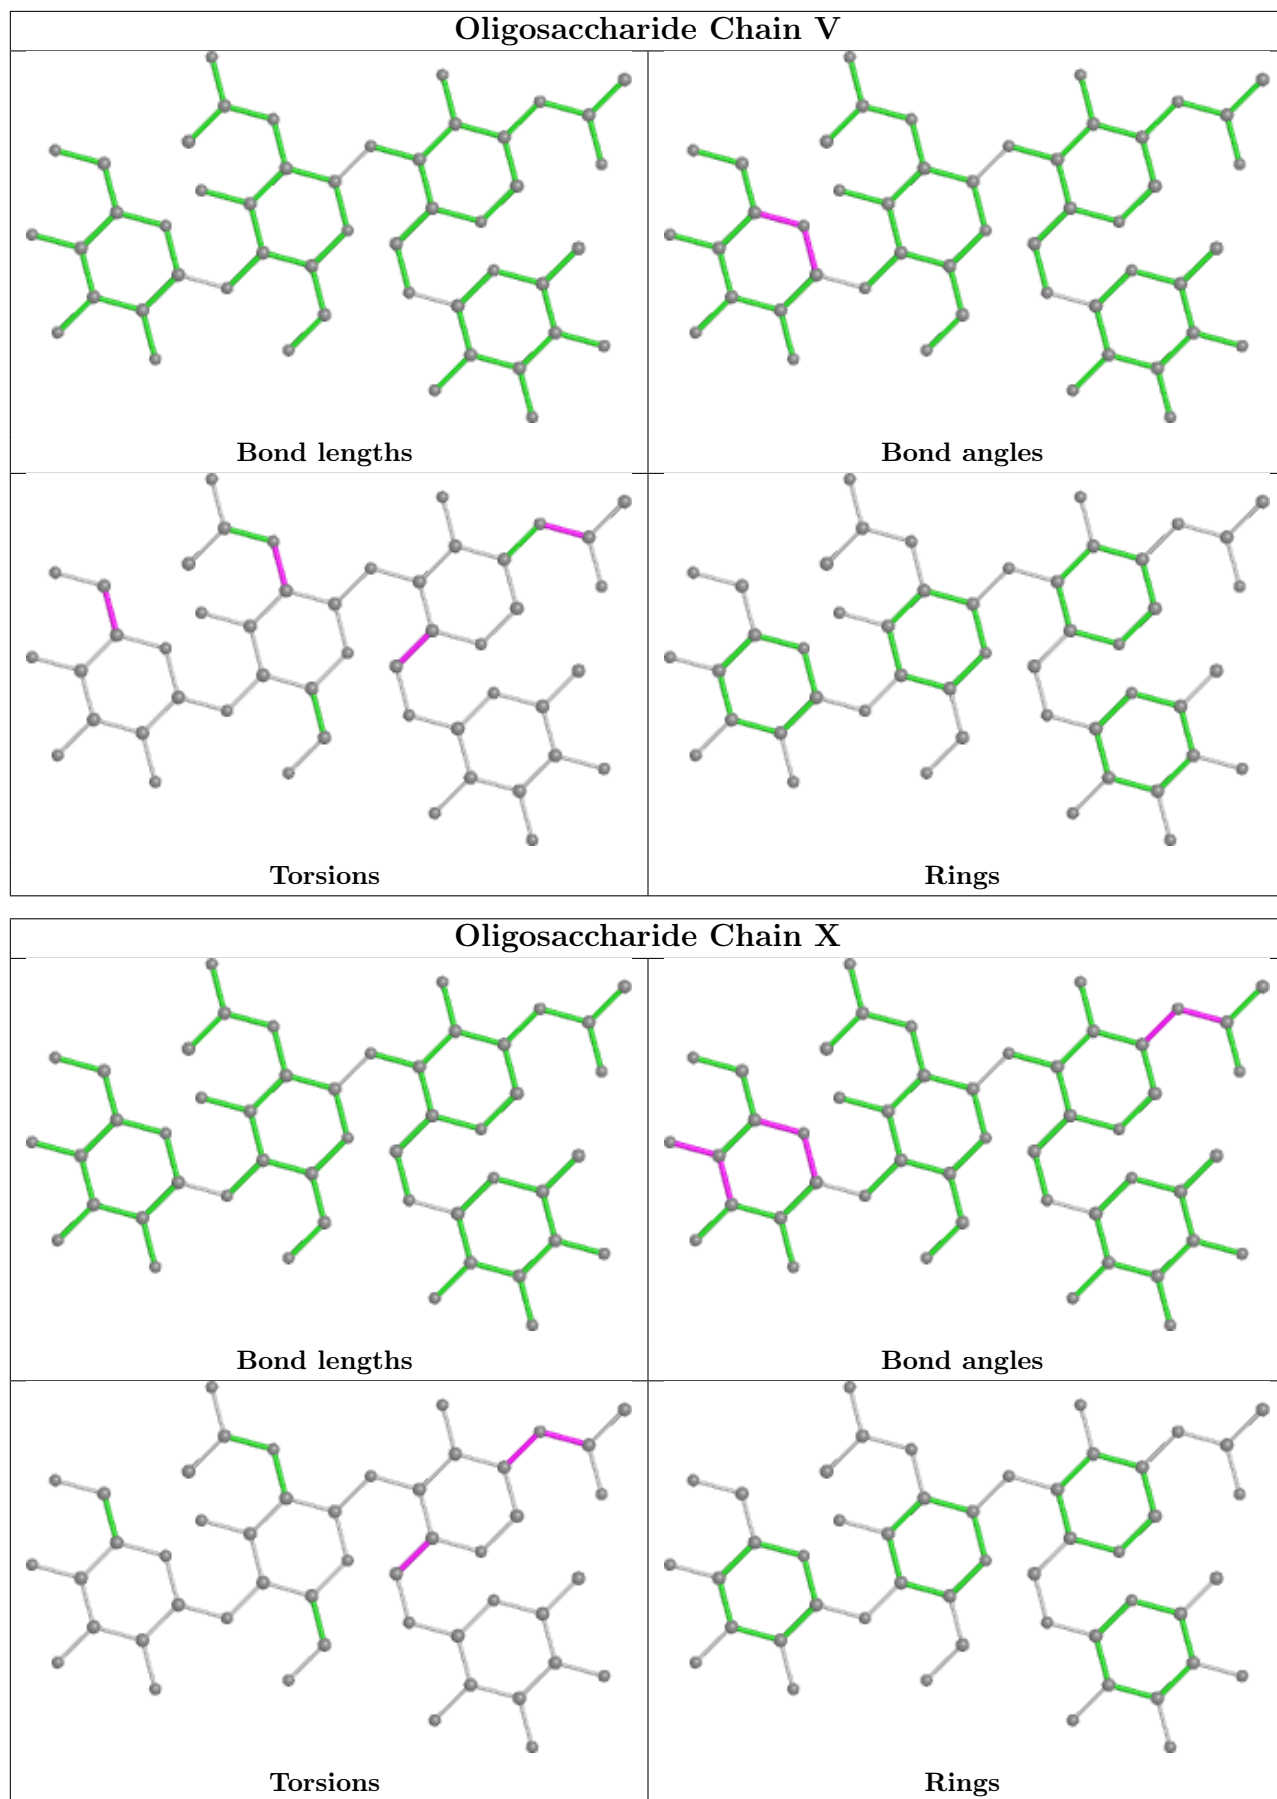 Oligosaccharide Chain V
Bond lengths
Bond angles
Torsions
Rings
Oligosaccharide Chain X
Bond lengths
Bond angles
Torsions
Rings